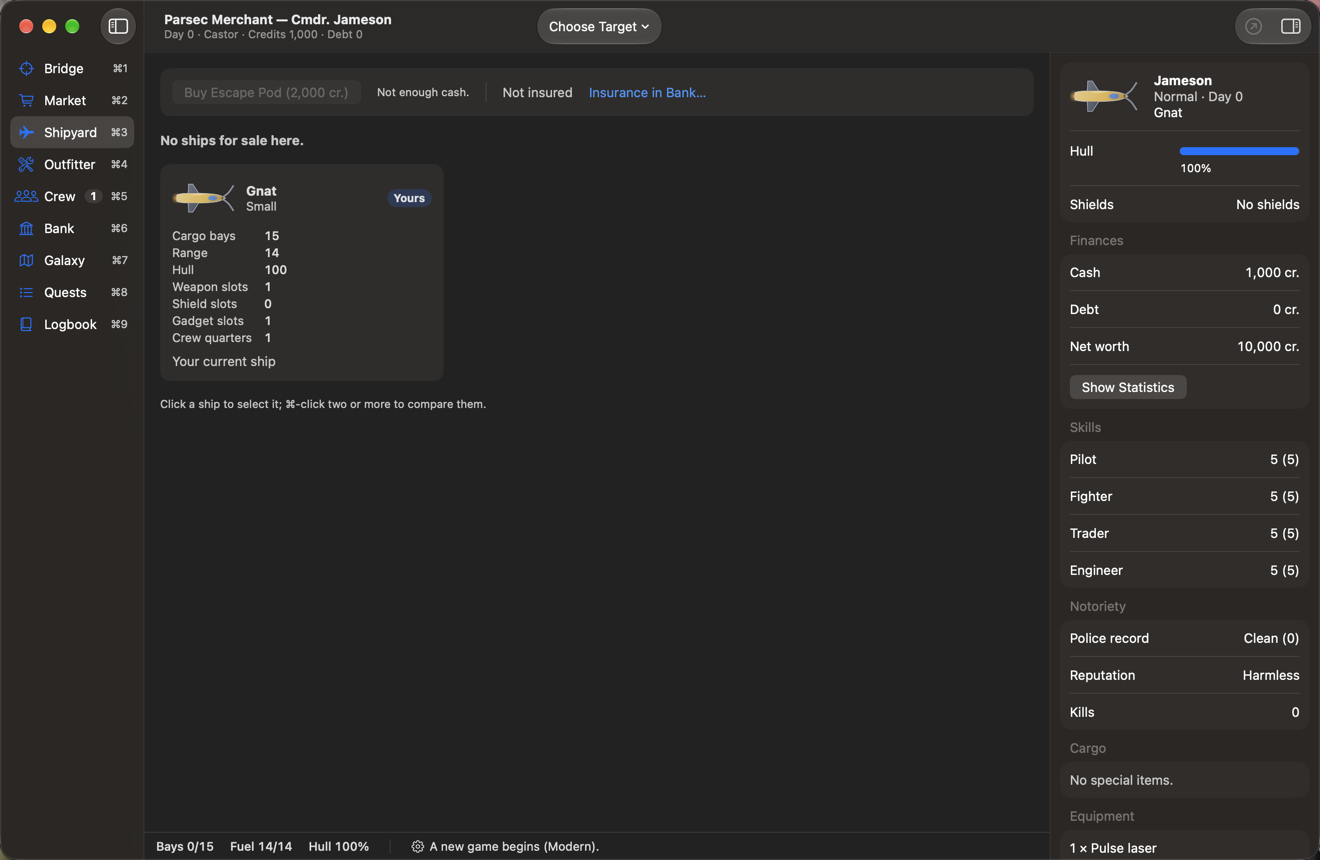 Parsec Merchant — Cmdr. Jameson
Day 0 · Castor · Credits 1,000 · Debt 0
Choose Target
Bridge ⌘1
Market ⌘2
Shipyard ⌘3
Outfitter ⌘4
Crew 1 ⌘5
Bank ⌘6
Galaxy ⌘7
Quests ⌘8
Logbook ⌘9
Buy Escape Pod (2,000 cr.) Not enough cash. Not insured Insurance in Bank...
No ships for sale here.
Gnat
Small
Yours
Cargo bays 15
Range 14
Hull 100
Weapon slots 1
Shield slots 0
Gadget slots 1
Crew quarters 1
Your current ship
Click a ship to select it; ⌘-click two or more to compare them.
Jameson
Normal · Day 0
Gnat
Hull
100%
Shields No shields
Finances
Cash 1,000 cr.
Debt 0 cr.
Net worth 10,000 cr.
Show Statistics
Skills
Pilot 5 (5)
Fighter 5 (5)
Trader 5 (5)
Engineer 5 (5)
Notoriety
Police record Clean (0)
Reputation Harmless
Kills 0
Cargo
No special items.
Equipment
1 × Pulse laser
Bays 0/15 Fuel 14/14 Hull 100% A new game begins (Modern).